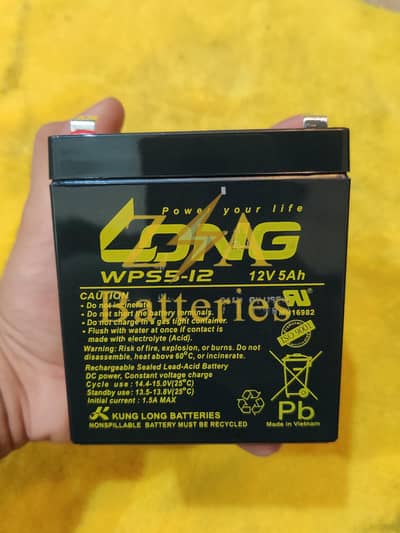 Power your life
LONG
WPS5-12 12V 5Ah
Batteries
CAUTION
• Do not incinerate.
• Do not short the battery terminals.
• Do not charge in a gas tight container.
• Flush with water at once if contact is
made with electrolyte (Acid).
MH16982
ISO 9001
Warning: Risk of fire, explosion, or burns. Do not
disassemble, heat above 60°C, or incinerate.
Rechargeable Sealed Lead-Acid Battery
DC power, Constant voltage charge
Cycle use : 14.4-15.0V(25°C)
Standby use : 13.5-13.8V(25°C)
Initial current : 1.5A MAX
KUNG LONG BATTERIES
NONSPILLABLE BATTERY MUST BE RECYCLED
Pb
Made in Vietnam